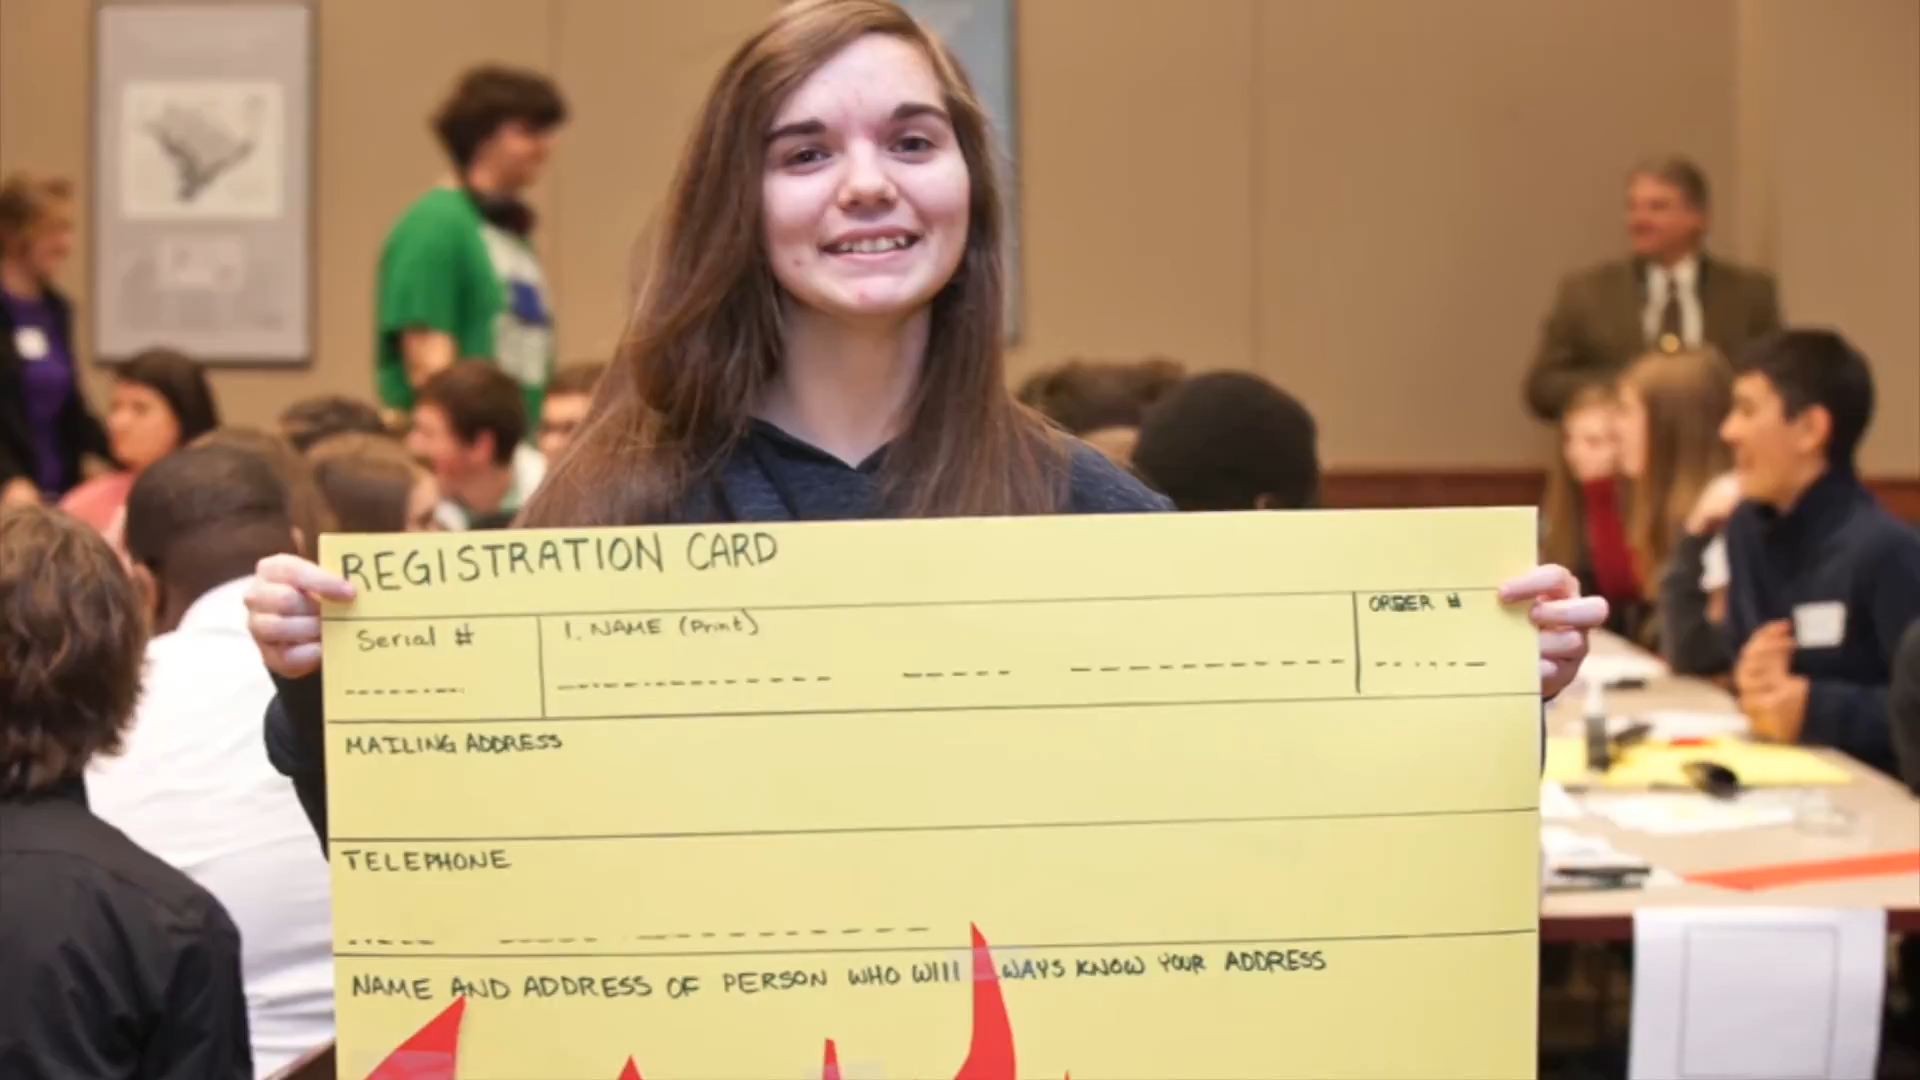 REGISTRATION CARD
Serial #
1. NAME (Print)
ORDER #
MAILING ADDRESS
TELEPHONE
NAME AND ADDRESS OF PERSON WHO WIll LWAYS KNOW YOUR ADDRESS